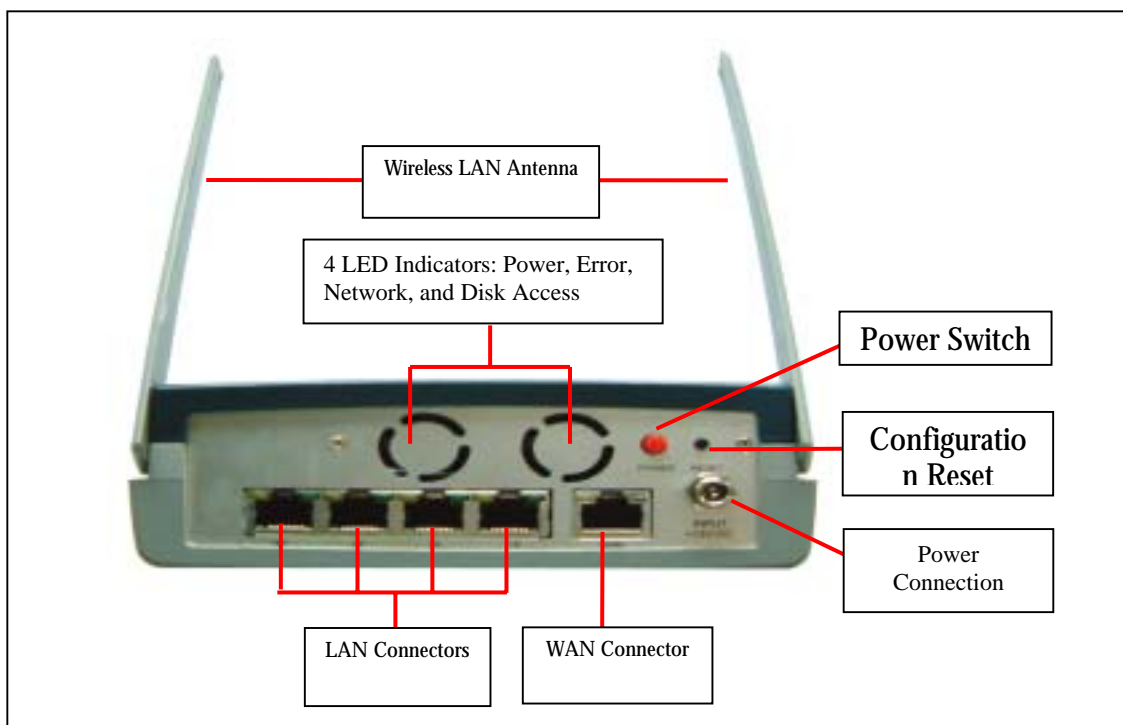 Wireless LAN Antenna
4 LED Indicators: Power, Error,
Network, and Disk Access
Power Switch
Configuratio
n Reset
Power
Connection
LAN Connectors
WAN Connector
INPUT